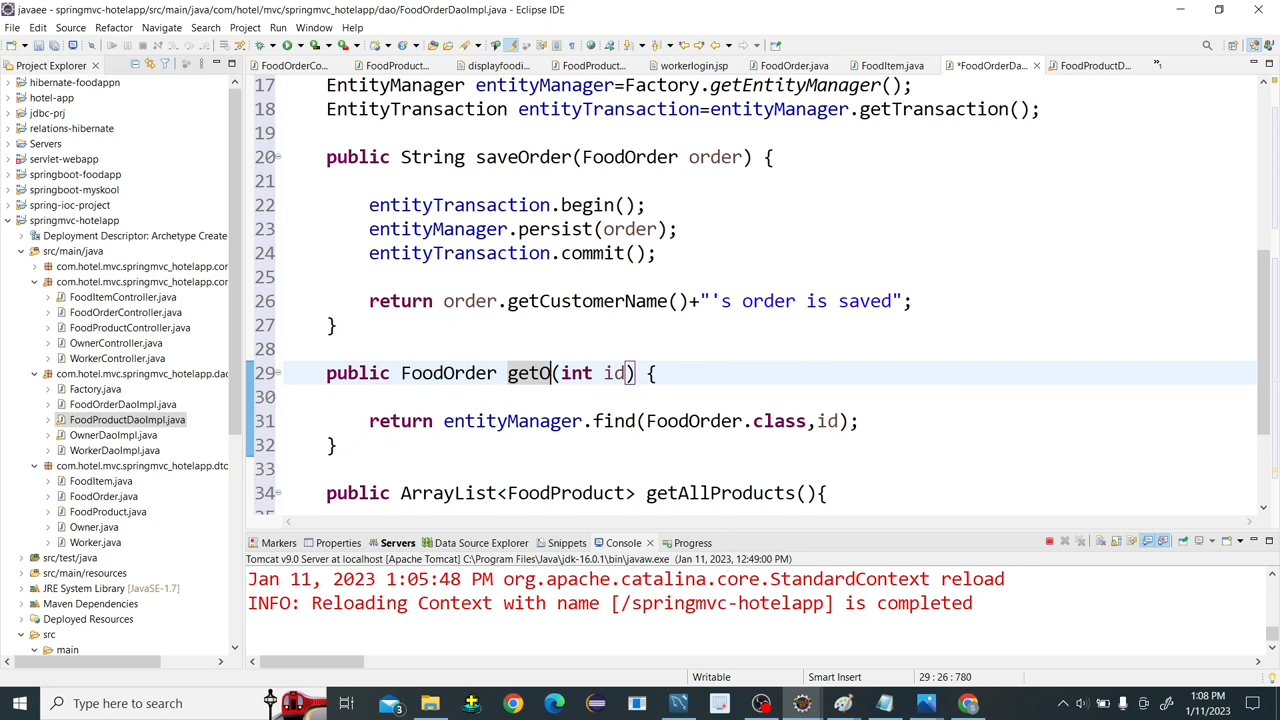 javaee - springmvc-hotelapp/src/main/java/com/hotel/mvc/springmvc_hotelapp/dao/FoodOrderDaoImpl.java - Eclipse IDE
File Edit Source Refactor Navigate Search Project Run Window Help
Project Explorer
FoodOrderCo...
FoodProduct...
displayfoodi...
FoodProduct...
workerlogin.jsp
FoodOrder.java
FoodItem.java
*FoodOrderDa...
FoodProductD...
hibernate-foodappn
hotel-app
jdbc-prj
relations-hibernate
Servers
servlet-webapp
springboot-foodapp
springboot-myskool
spring-ioc-project
springmvc-hotelapp
Deployment Descriptor: Archetype Create
src/main/java
com.hotel.mvc.springmvc_hotelapp.cor
com.hotel.mvc.springmvc_hotelapp.cor
FoodItemController.java
FoodOrderController.java
FoodProductController.java
OwnerController.java
WorkerController.java
com.hotel.mvc.springmvc_hotelapp.dac
Factory.java
FoodOrderDaoImpl.java
FoodProductDaoImpl.java
OwnerDaoImpl.java
WorkerDaoImpl.java
com.hotel.mvc.springmvc_hotelapp.dtc
FoodItem.java
FoodOrder.java
FoodProduct.java
Owner.java
Worker.java
src/test/java
src/main/resources
JRE System Library [JavaSE-1.7]
Maven Dependencies
Deployed Resources
src
main
17 EntityManager entityManager=Factory.getEntityManager();
18 EntityTransaction entityTransaction=entityManager.getTransaction();
19
20 public String saveOrder(FoodOrder order) {
21
22 entityTransaction.begin();
23 entityManager.persist(order);
24 entityTransaction.commit();
25
26 return order.getCustomerName()+"'s order is saved";
27 }
28
29 public FoodOrder getO(int id) {
30
31 return entityManager.find(FoodOrder.class,id);
32 }
33
34 public ArrayList<FoodProduct> getAllProducts(){
Markers Properties Servers Data Source Explorer Snippets Console Progress
Tomcat v9.0 Server at localhost [Apache Tomcat] C:\Program Files\Java\jdk-16.0.1\bin\javaw.exe (Jan 11, 2023 12:49:00 PM)
Jan 11, 2023 1:05:48 PM org.apache.catalina.core.StandardContext reload
INFO: Reloading Context with name [/springmvc-hotelapp] is completed
Writable Smart Insert 29 : 26 : 780
Type here to search
1:08 PM
1/11/2023